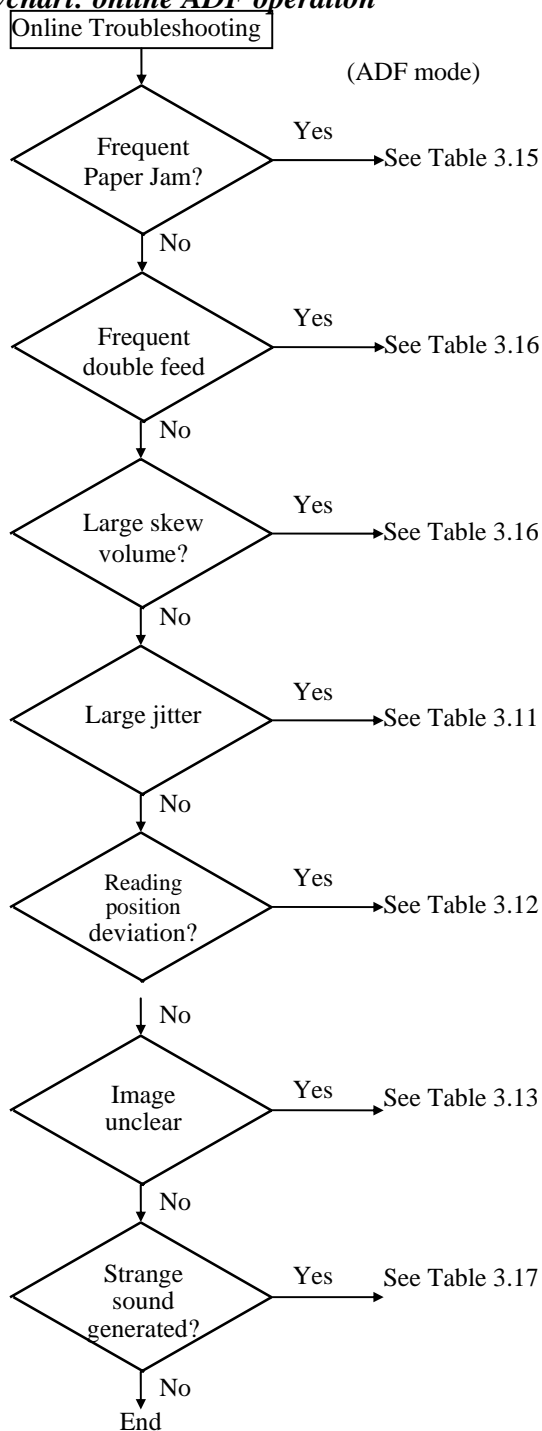 chart: online ADF operation
Online Troubleshooting
(ADF mode)
Frequent
Paper Jam?
Yes
See Table 3.15
No
Frequent
double feed
Yes
See Table 3.16
No
Large skew
volume?
Yes
See Table 3.16
No
Large jitter
Yes
See Table 3.11
No
Reading
position
deviation?
Yes
See Table 3.12
No
Image
unclear
Yes
See Table 3.13
No
Strange
sound
generated?
Yes
See Table 3.17
No
End